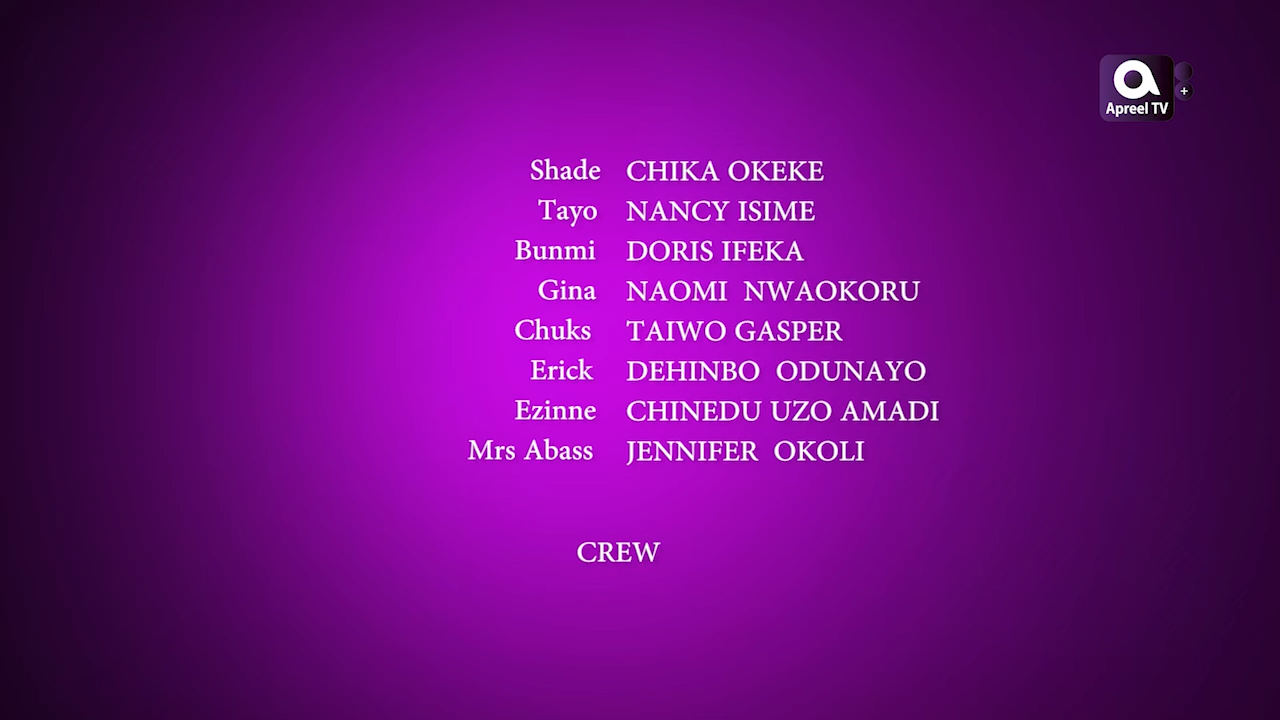 Apreel TV
+
Shade CHIKA OKEKE
Tayo NANCY ISIME
Bunmi DORIS IFEKA
Gina NAOMI NWAOKORU
Chuks TAIWO GASPER
Erick DEHINBO ODUNAYO
Ezinne CHINEDU UZO AMADI
Mrs Abass JENNIFER OKOLI
CREW